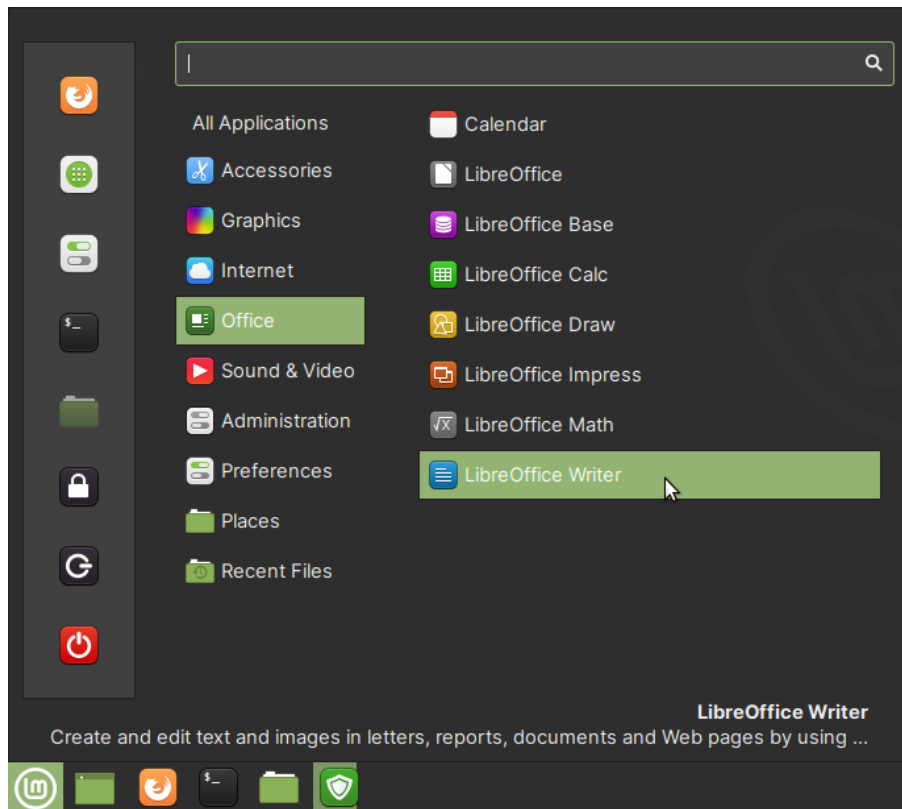 All Applications
Accessories
Graphics
Internet
Office
Sound & Video
Administration
Preferences
Places
Recent Files
Calendar
LibreOffice
LibreOffice Base
LibreOffice Calc
LibreOffice Draw
LibreOffice Impress
LibreOffice Math
LibreOffice Writer
LibreOffice Writer
Create and edit text and images in letters, reports, documents and Web pages by using ...